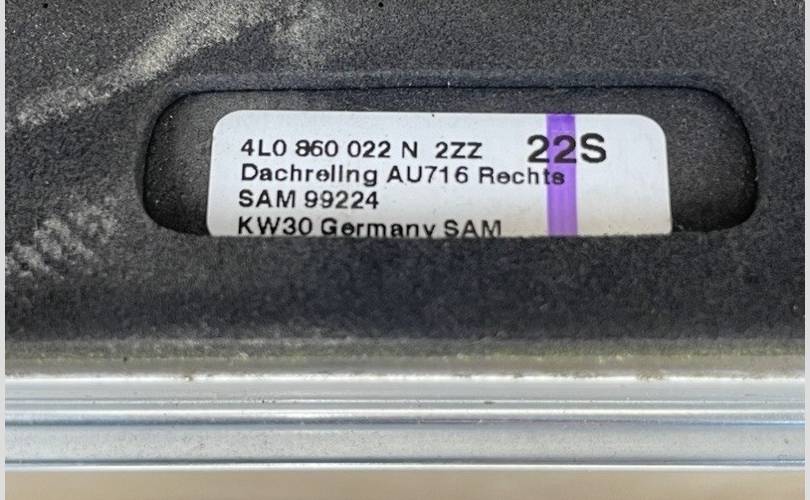 4L0 860 022 N 2ZZ 22S
Dachreling AU716 Rechts
SAM 99224
KW30 Germany SAM